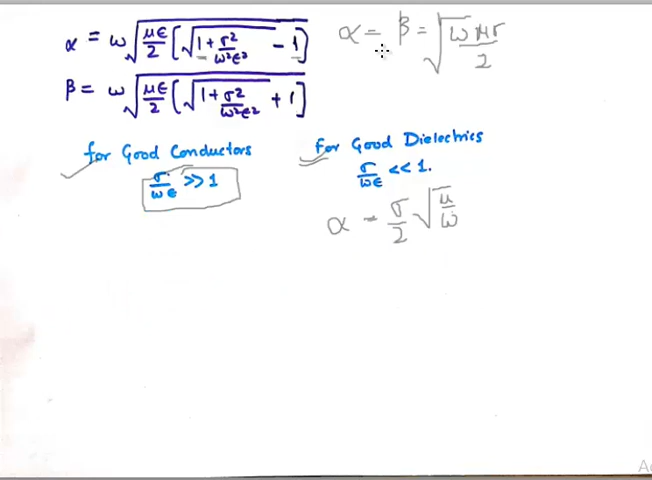 α = ω√(με/2 [√(1 + σ²/ω²ε²) − 1])
β = ω√(με/2 [√(1 + σ²/ω²ε²) + 1])
α = β = √(ωμσ/2)
for Good Conductors
σ/ωε >> 1
for Good Dielectrics
σ/ωε << 1.
α = σ/2 √(μ/ω)